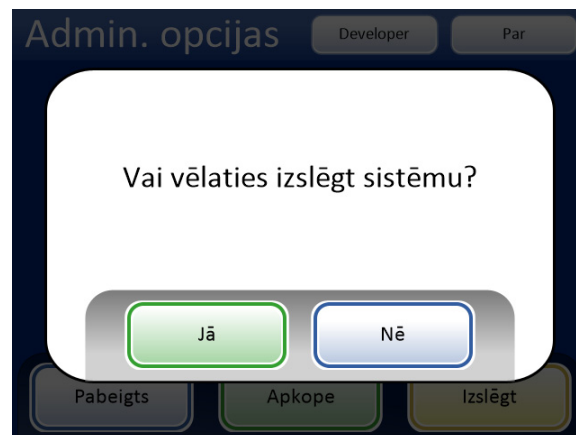 Admin. opcijas Developer Par
Vai vēlaties izslēgt sistēmu?
Jā Nē
Pabeigts Apkope Izslēgt